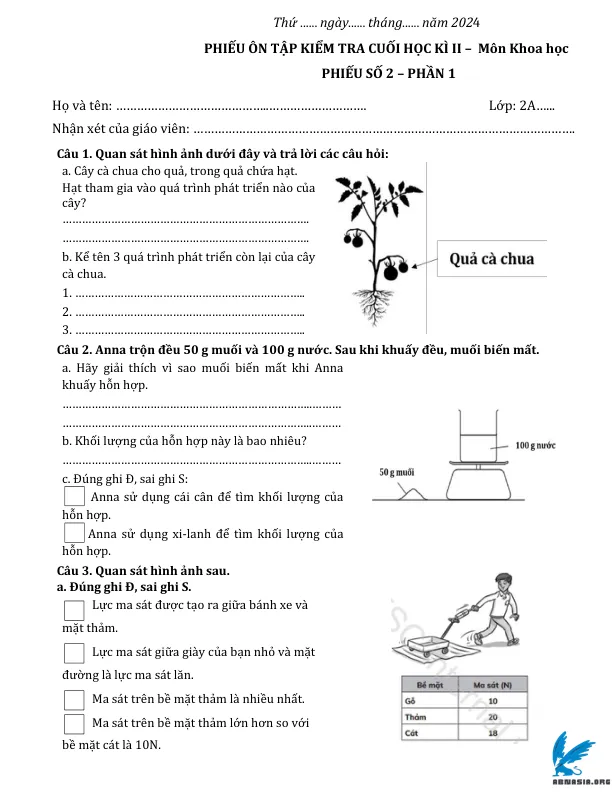 Thứ ...... ngày...... tháng...... năm 2024
PHIẾU ÔN TẬP KIỂM TRA CUỐI HỌC KÌ II – Môn Khoa học
PHIẾU SỐ 2 – PHẦN 1
Họ và tên: ……………………………………………………………. Lớp: 2A......
Nhận xét của giáo viên: …………………………………………………………………………………………………….
Câu 1. Quan sát hình ảnh dưới đây và trả lời các câu hỏi:
a. Cây cà chua cho quả, trong quả chứa hạt.
Hạt tham gia vào quá trình phát triển nào của
cây?
………………………………………………………………….
………………………………………………………………….
b. Kể tên 3 quá trình phát triển còn lại của cây
cà chua.
1. ……………………………………………………………...
2. ……………………………………………………………...
3. ……………………………………………………………...
Quả cà chua
Câu 2. Anna trộn đều 50 g muối và 100 g nước. Sau khi khuấy đều, muối biến mất.
a. Hãy giải thích vì sao muối biến mất khi Anna
khuấy hỗn hợp.
…………………………………………………………………..………
…………………………………………………………………..………
b. Khối lượng của hỗn hợp này là bao nhiêu?
…………………………………………………………………..………
c. Đúng ghi Đ, sai ghi S:
Anna sử dụng cái cân để tìm khối lượng của
hỗn hợp.
Anna sử dụng xi-lanh để tìm khối lượng của
hỗn hợp.
100 g nước
50 g muối
Câu 3. Quan sát hình ảnh sau.
a. Đúng ghi Đ, sai ghi S.
Lực ma sát được tạo ra giữa bánh xe và
mặt thảm.
Lực ma sát giữa giày của bạn nhỏ và mặt
đường là lực ma sát lăn.
Ma sát trên bề mặt thảm là nhiều nhất.
Ma sát trên bề mặt thảm lớn hơn so với
bề mặt cát là 10N.
Bề mặt Ma sát (N)
Gỗ 10
Thảm 20
Cát 18
ABNASIA.ORG